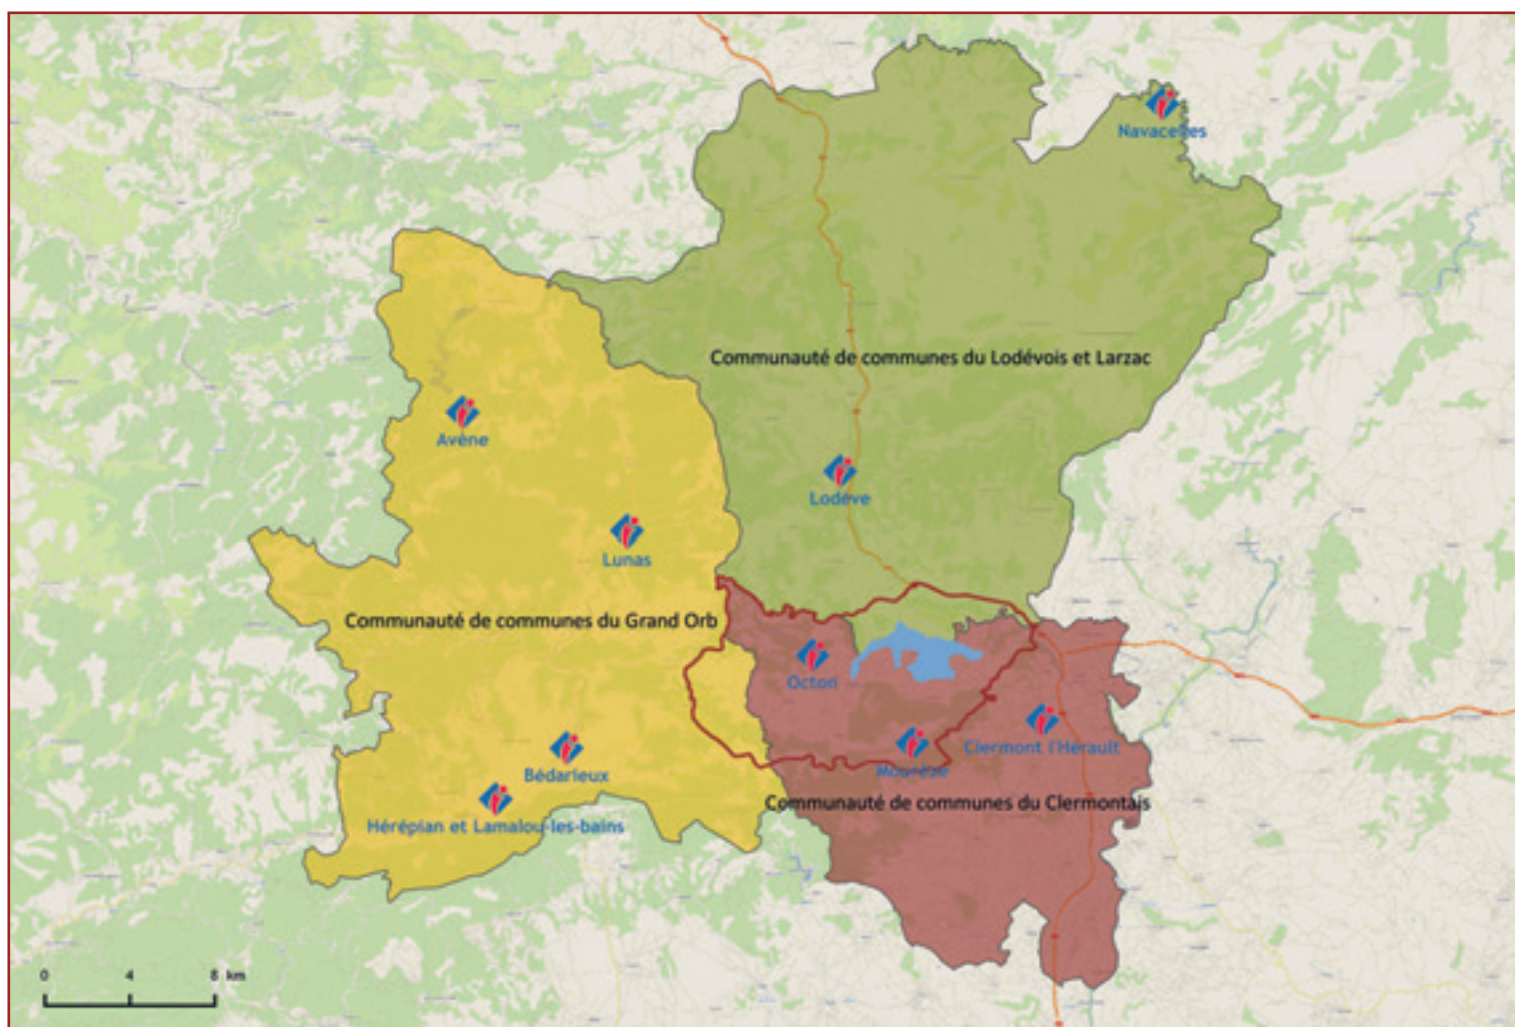 Navacelles
Communauté de communes du Lodévois et Larzac
Avène
Lodève
Lunas
Communauté de communes du Grand Orb
Octon
Clermont l'Hérault
Bédarieux
Mourèze
Communauté de communes du Clermontais
Hérépian et Lamalou-les-bains
0 4 8 km